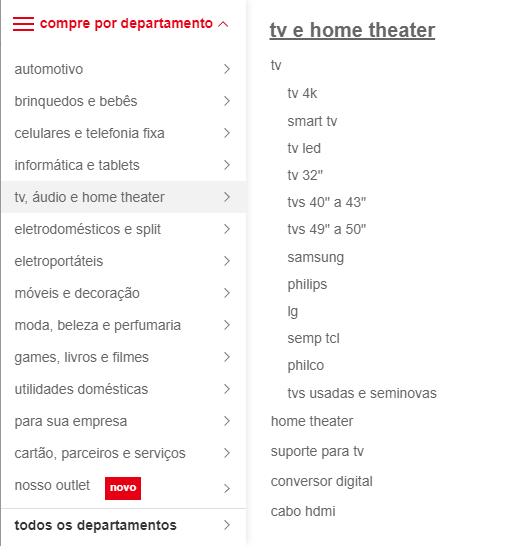 compre por departamento
automotivo
brinquedos e bebês
celulares e telefonia fixa
informática e tablets
tv, áudio e home theater
eletrodomésticos e split
eletroportáteis
móveis e decoração
moda, beleza e perfumaria
games, livros e filmes
utilidades domésticas
para sua empresa
cartão, parceiros e serviços
nosso outlet novo
todos os departamentos
tv e home theater
tv
tv 4k
smart tv
tv led
tv 32"
tvs 40" a 43"
tvs 49" a 50"
samsung
philips
lg
semp tcl
philco
tvs usadas e seminovas
home theater
suporte para tv
conversor digital
cabo hdmi